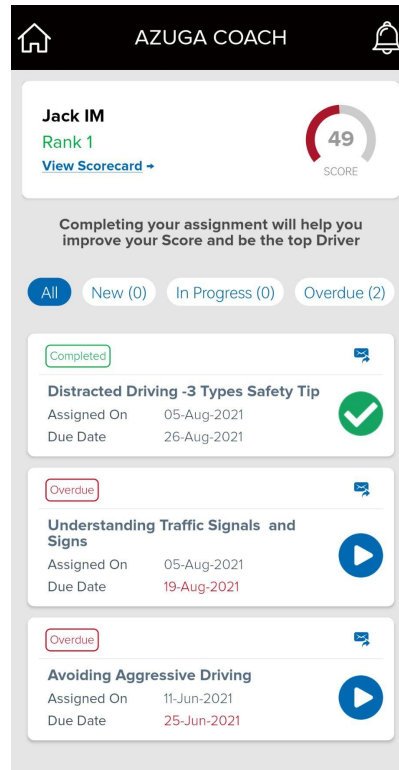 AZUGA COACH
Jack IM
Rank 1
View Scorecard →
49
SCORE
Completing your assignment will help you
improve your Score and be the top Driver
All New (0) In Progress (0) Overdue (2)
Completed
Distracted Driving -3 Types Safety Tip
Assigned On 05-Aug-2021
Due Date 26-Aug-2021
Overdue
Understanding Traffic Signals and
Signs
Assigned On 05-Aug-2021
Due Date 19-Aug-2021
Overdue
Avoiding Aggressive Driving
Assigned On 11-Jun-2021
Due Date 25-Jun-2021